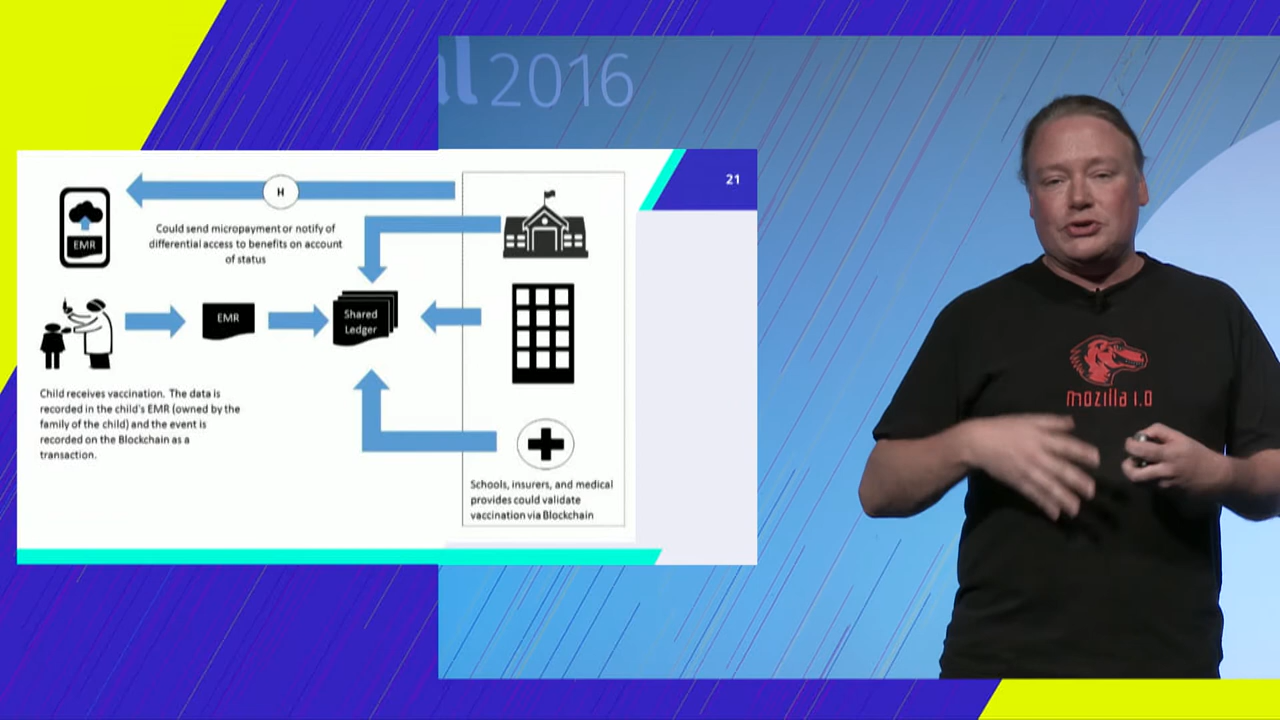 al 2016
21
H
EMR
Could send micropayment or notify of
differential access to benefits on account
of status
EMR
Shared
Ledger
Child receives vaccination. The data is
recorded in the child's EMR (owned by the
family of the child) and the event is
recorded on the Blockchain as a
transaction.
Schools, insurers, and medical
provides could validate
vaccination via Blockchain
mozilla 1.0